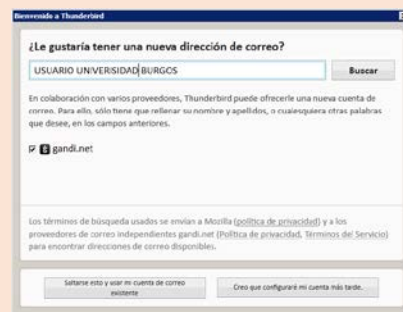 Bienvenido a Thunderbird
¿Le gustaría tener una nueva dirección de correo?
USUARIO UNIVERISIDAD BURGOS
Buscar
En colaboración con varios proveedores, Thunderbird puede ofrecerle una nueva cuenta de
correo. Para ello, sólo tiene que rellenar su nombre y apellidos, o cualesquiera otras palabras
que desee, en los campos anteriores.
gandi.net
Los términos de búsqueda usados se envían a Mozilla (política de privacidad) y a los
proveedores de correo independientes gandi.net (Política de privacidad, Términos del Servicio)
para encontrar direcciones de correo disponibles.
Saltarse esto y usar mi cuenta de correo
existente
Creo que configuraré mi cuenta más tarde.